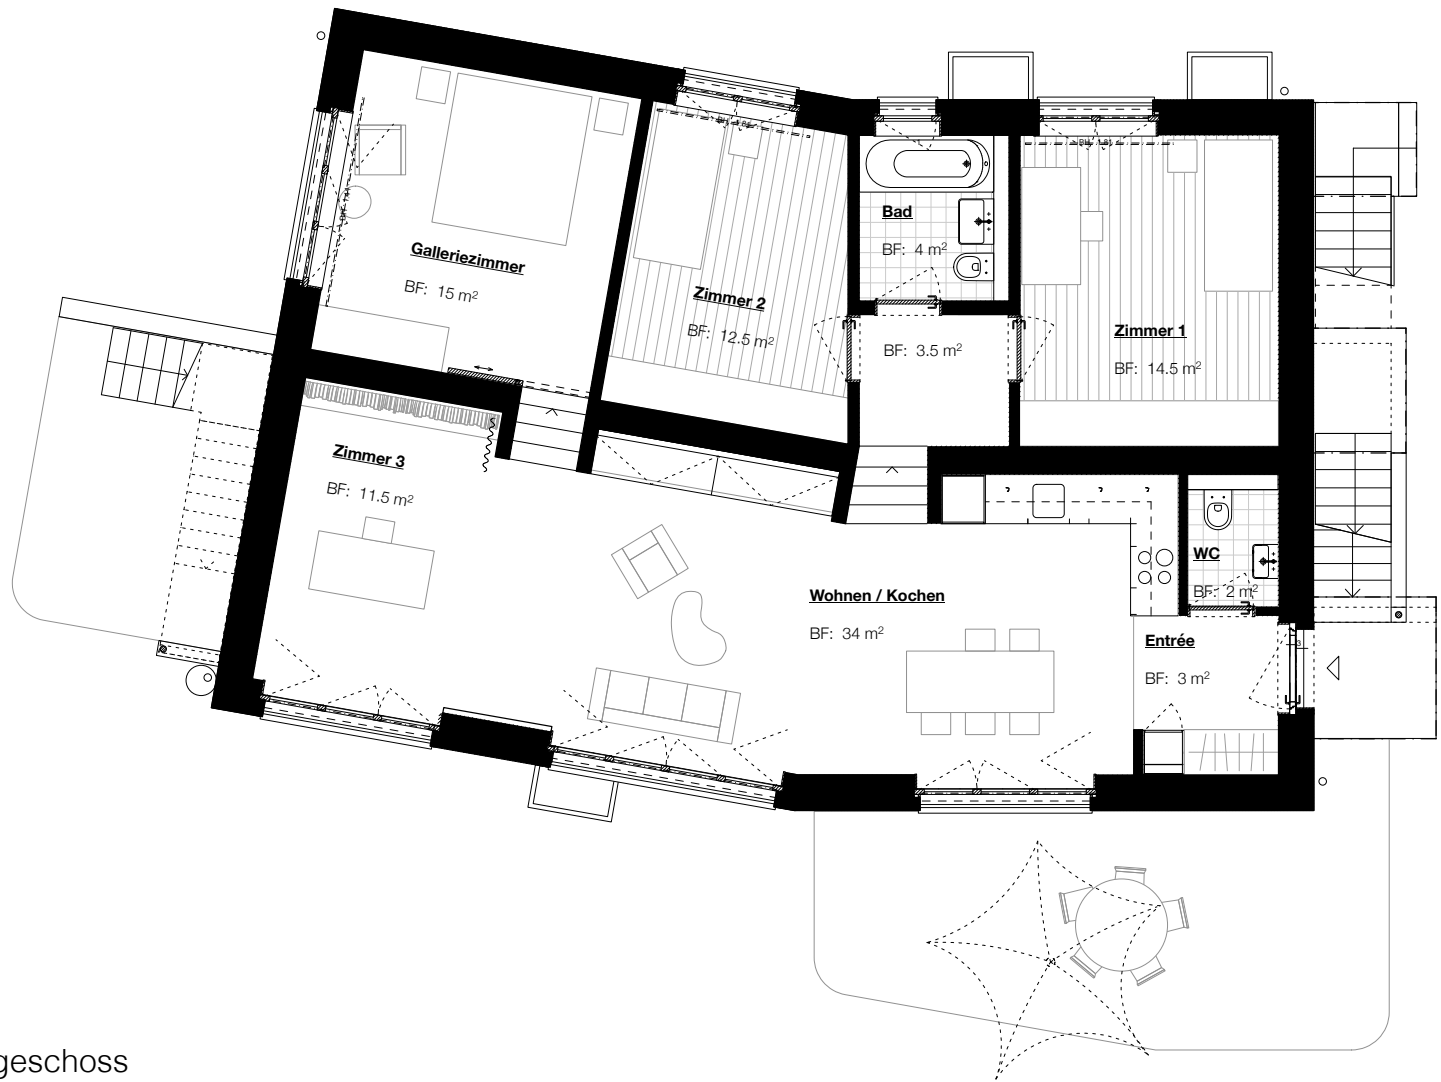 Galleriezimmer
BF: 15 m²
Zimmer 2
BF: 12.5 m²
Bad
BF: 4 m²
BF: 3.5 m²
Zimmer 1
BF: 14.5 m²
Zimmer 3
BF: 11.5 m²
Wohnen / Kochen
BF: 34 m²
WC
BF: 2 m²
Entrée
BF: 3 m²
geschoss